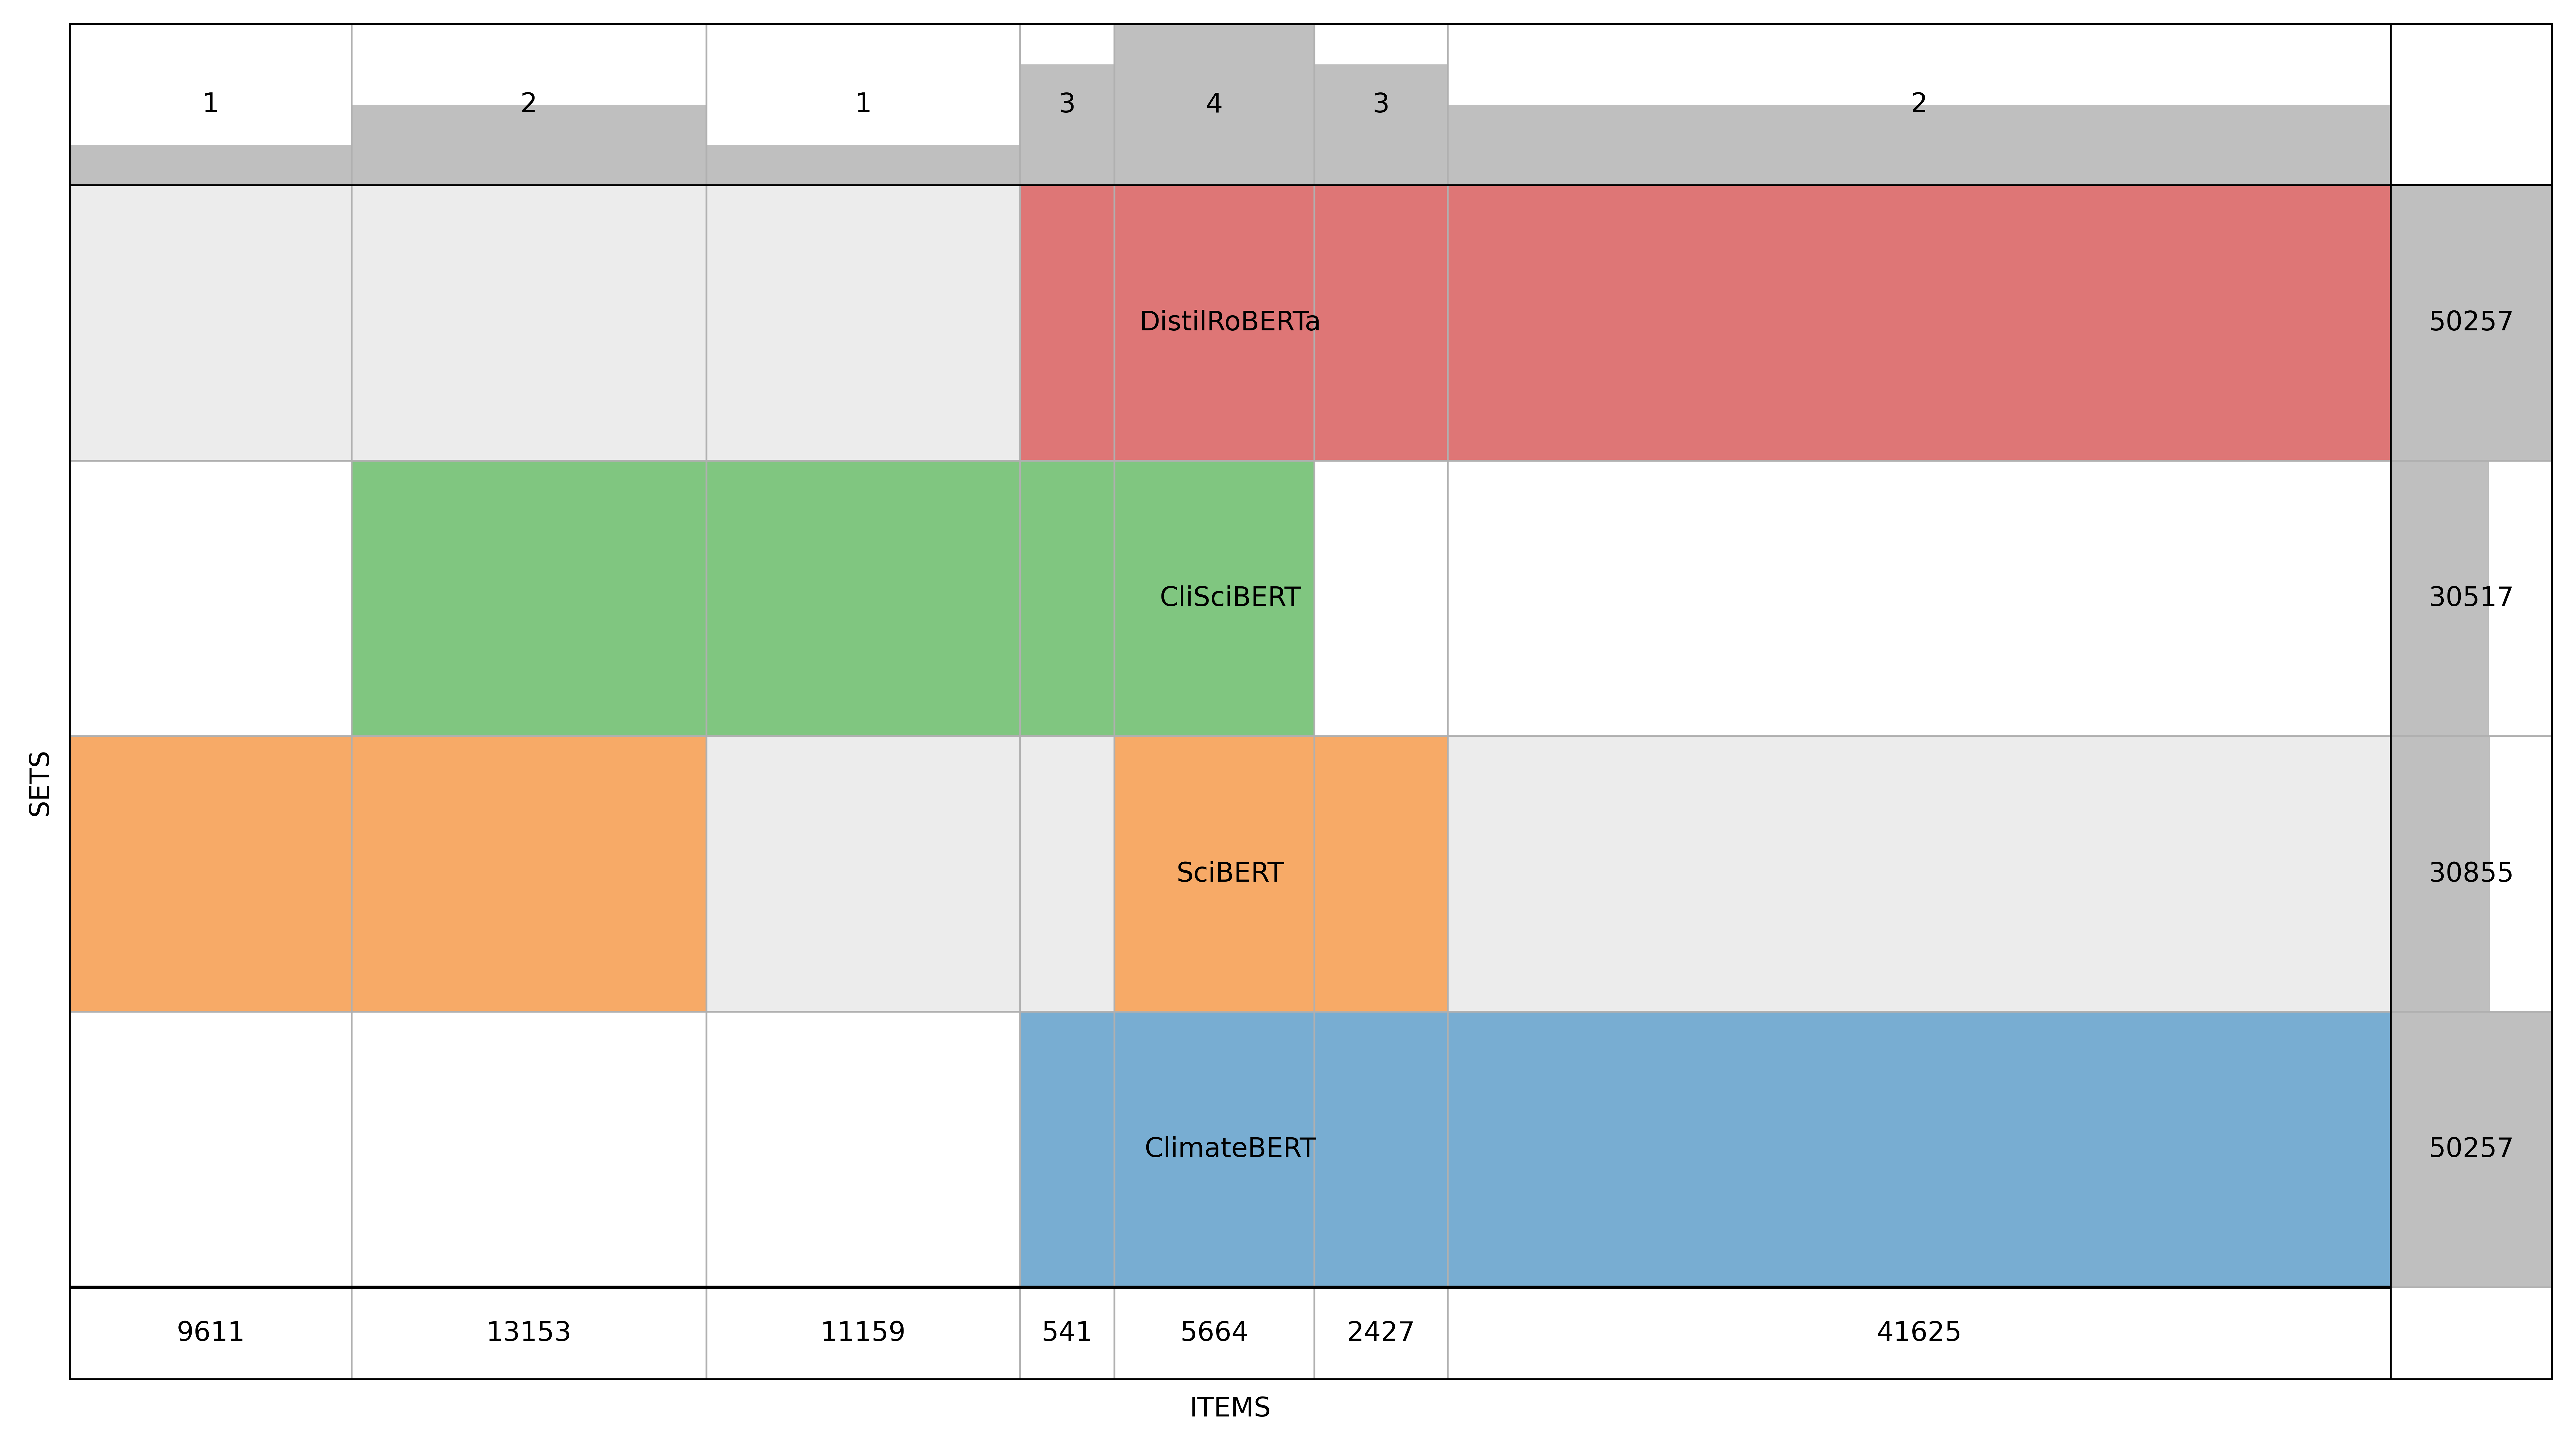 1 2 1 3 4 3 2
DistilRoBERTa 50257
CliSciBERT 30517
SciBERT 30855
ClimateBERT 50257
SETS
9611 13153 11159 541 5664 2427 41625
ITEMS